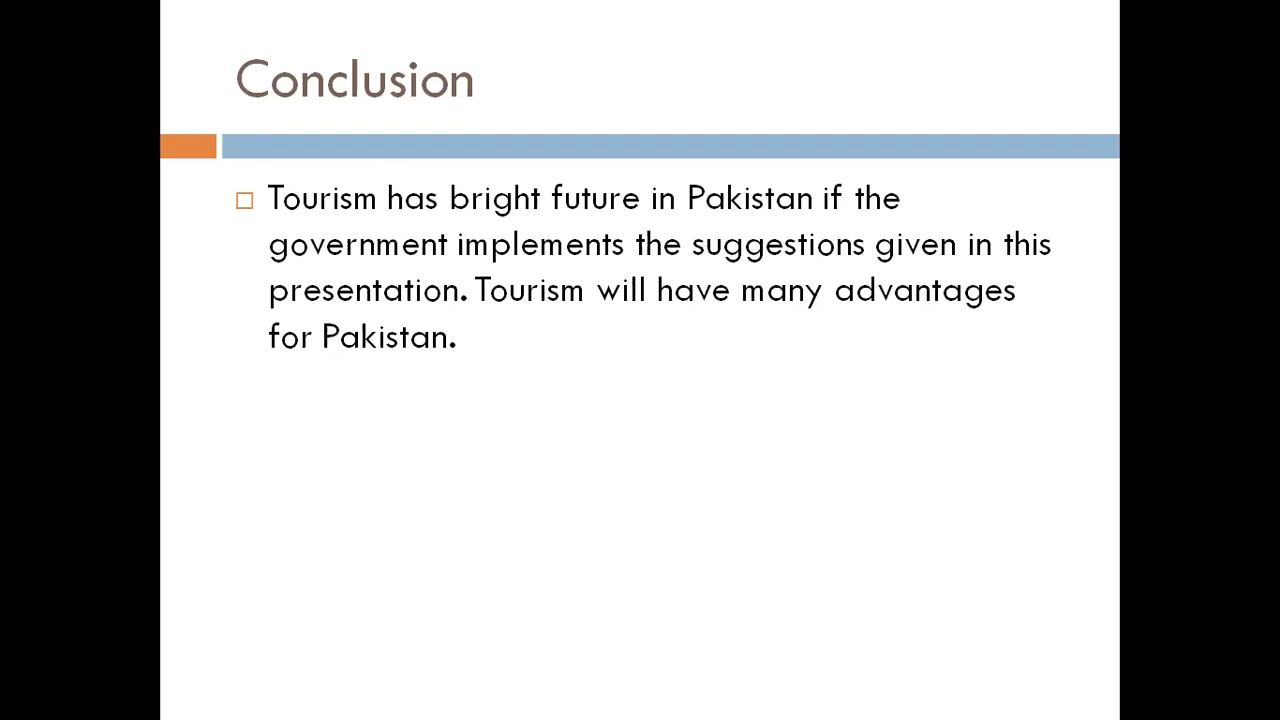 Conclusion
Tourism has bright future in Pakistan if the
government implements the suggestions given in this
presentation. Tourism will have many advantages
for Pakistan.